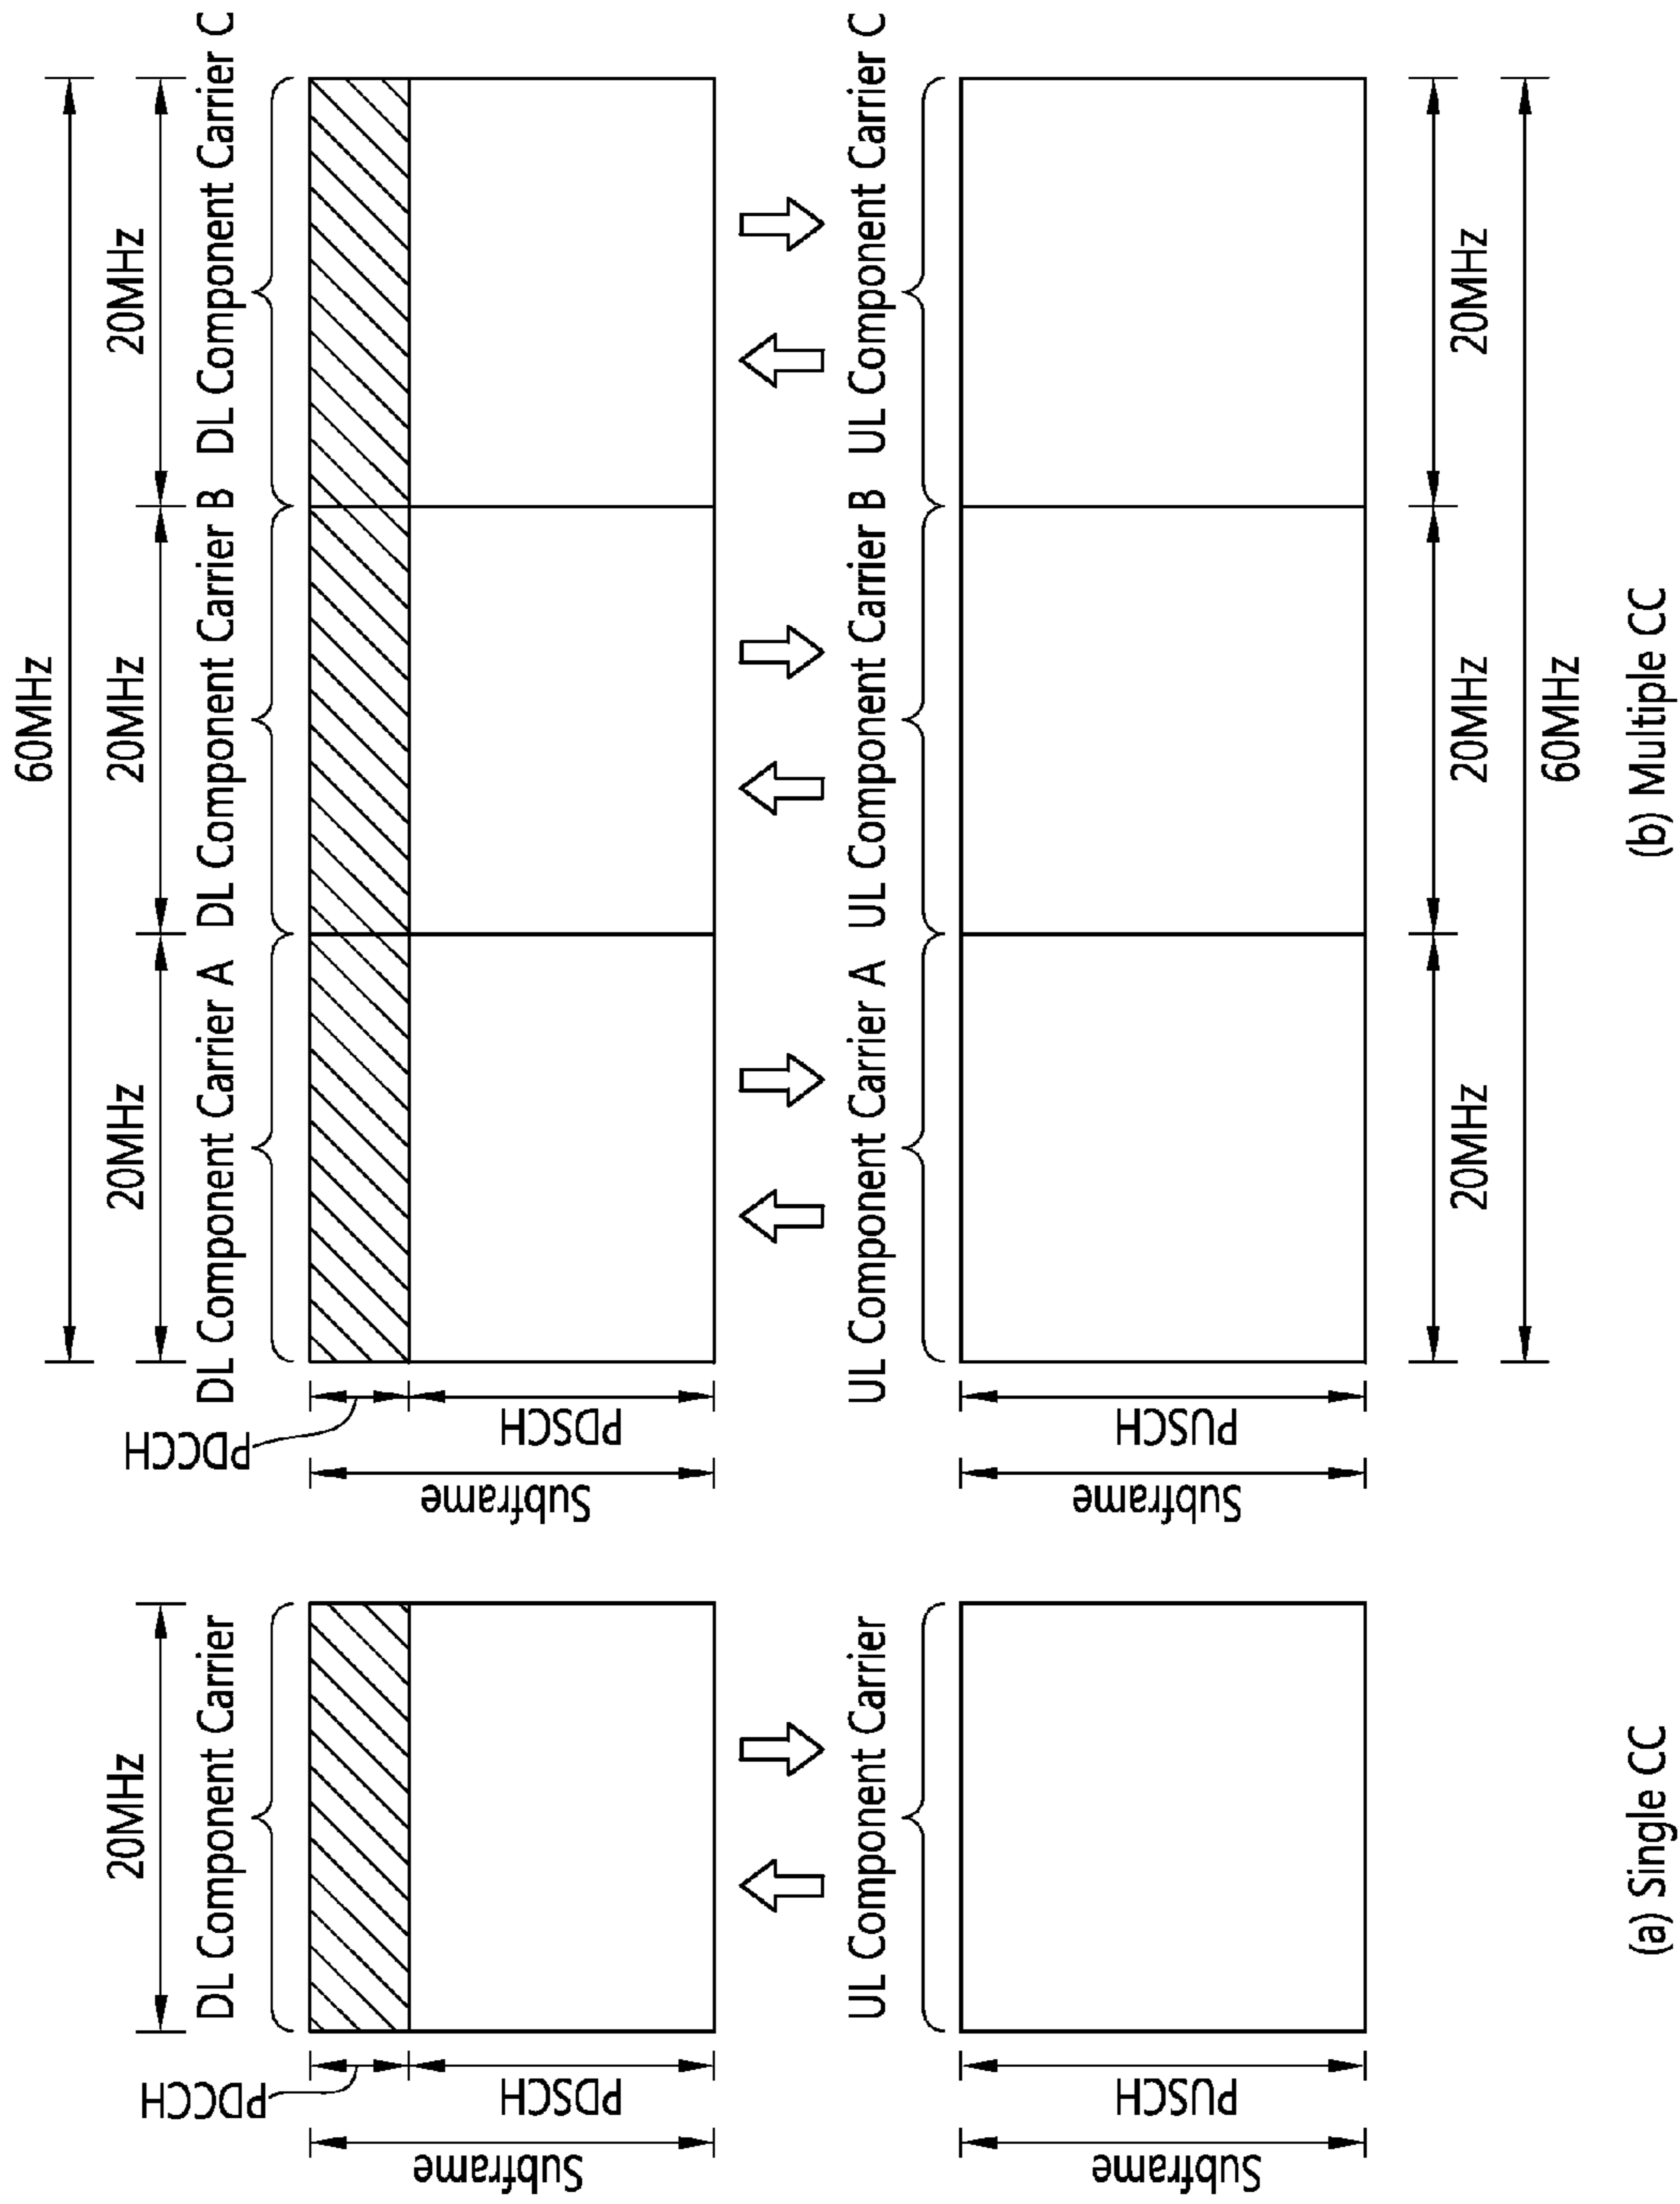 20MHz
DL Component Carrier
PDCCH
PDSCH
Subframe
UL Component Carrier
PUSCH
Subframe
(a) Single CC
60MHz
20MHz
20MHz
20MHz
DL Component Carrier A
DL Component Carrier B
DL Component Carrier C
PDCCH
PDSCH
Subframe
UL Component Carrier A
UL Component Carrier B
UL Component Carrier C
PUSCH
Subframe
20MHz
20MHz
20MHz
60MHz
(b) Multiple CC